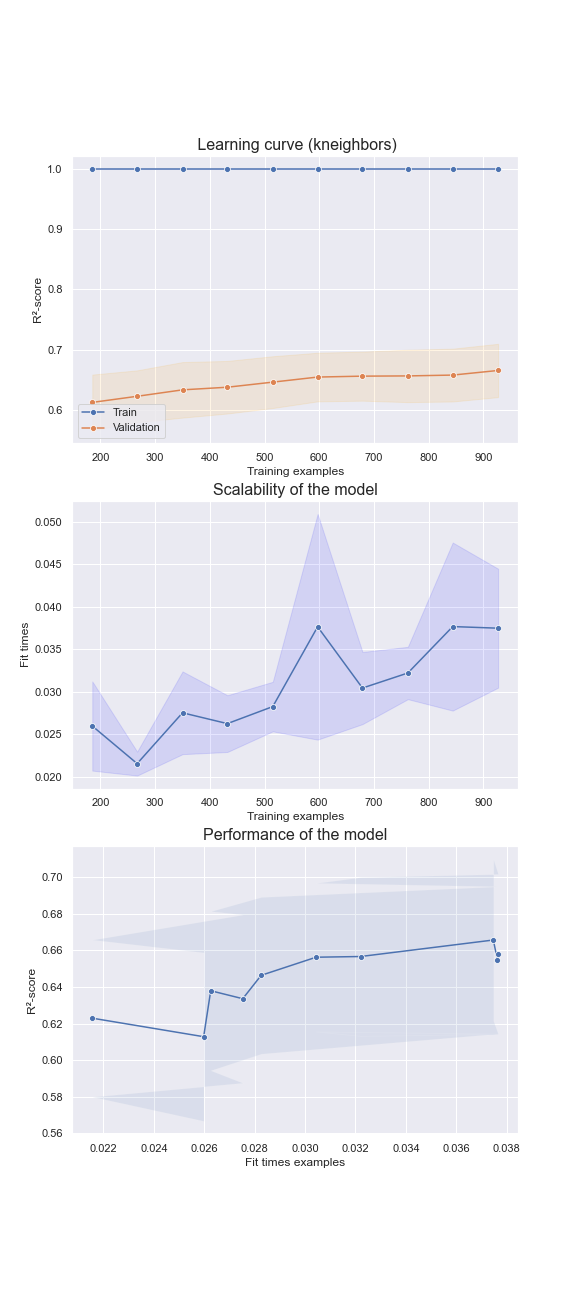 Learning curve (kneighbors)
1.0
0.9
0.8
0.7
0.6
R²-score
Train
Validation
200 300 400 500 600 700 800 900
Training examples
Scalability of the model
0.050
0.045
0.040
0.035
0.030
0.025
0.020
Fit times
200 300 400 500 600 700 800 900
Training examples
Performance of the model
0.70
0.68
0.66
0.64
0.62
0.60
0.58
0.56
R²-score
0.022 0.024 0.026 0.028 0.030 0.032 0.034 0.036 0.038
Fit times examples